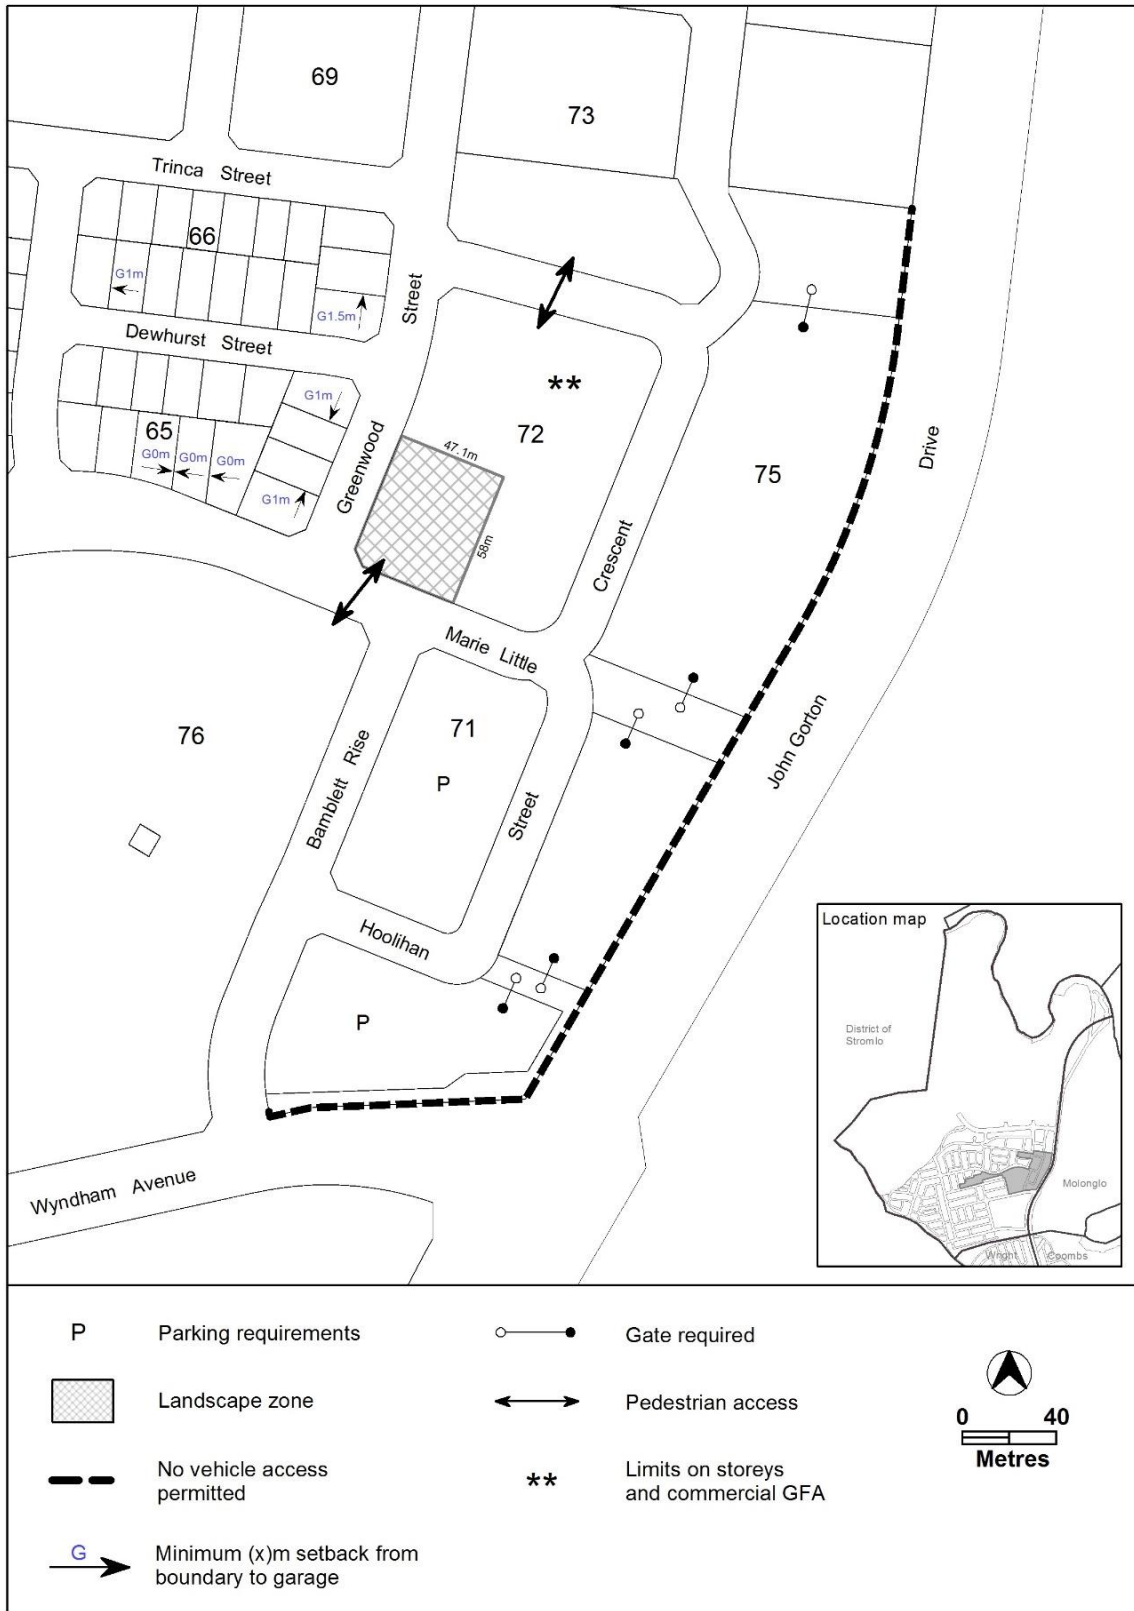 69
73
Trinca Street
66
G1m
G1.5m
Street
Dewhurst Street
**
G1m
65
G0m
G0m
G0m
G1m
Greenwood
47.1m
72
58m
Crescent
75
Drive
Marie Little
76
Bamblett Rise
71
P
Street
John Gorton
Hoolihan
P
Wyndham Avenue
Location map
District of
Stromlo
Molonglo
Wright
Coombs
P Parking requirements
Gate required
Landscape zone
Pedestrian access
No vehicle access
permitted
** Limits on storeys
and commercial GFA
G Minimum (x)m setback from
boundary to garage
0 40
Metres